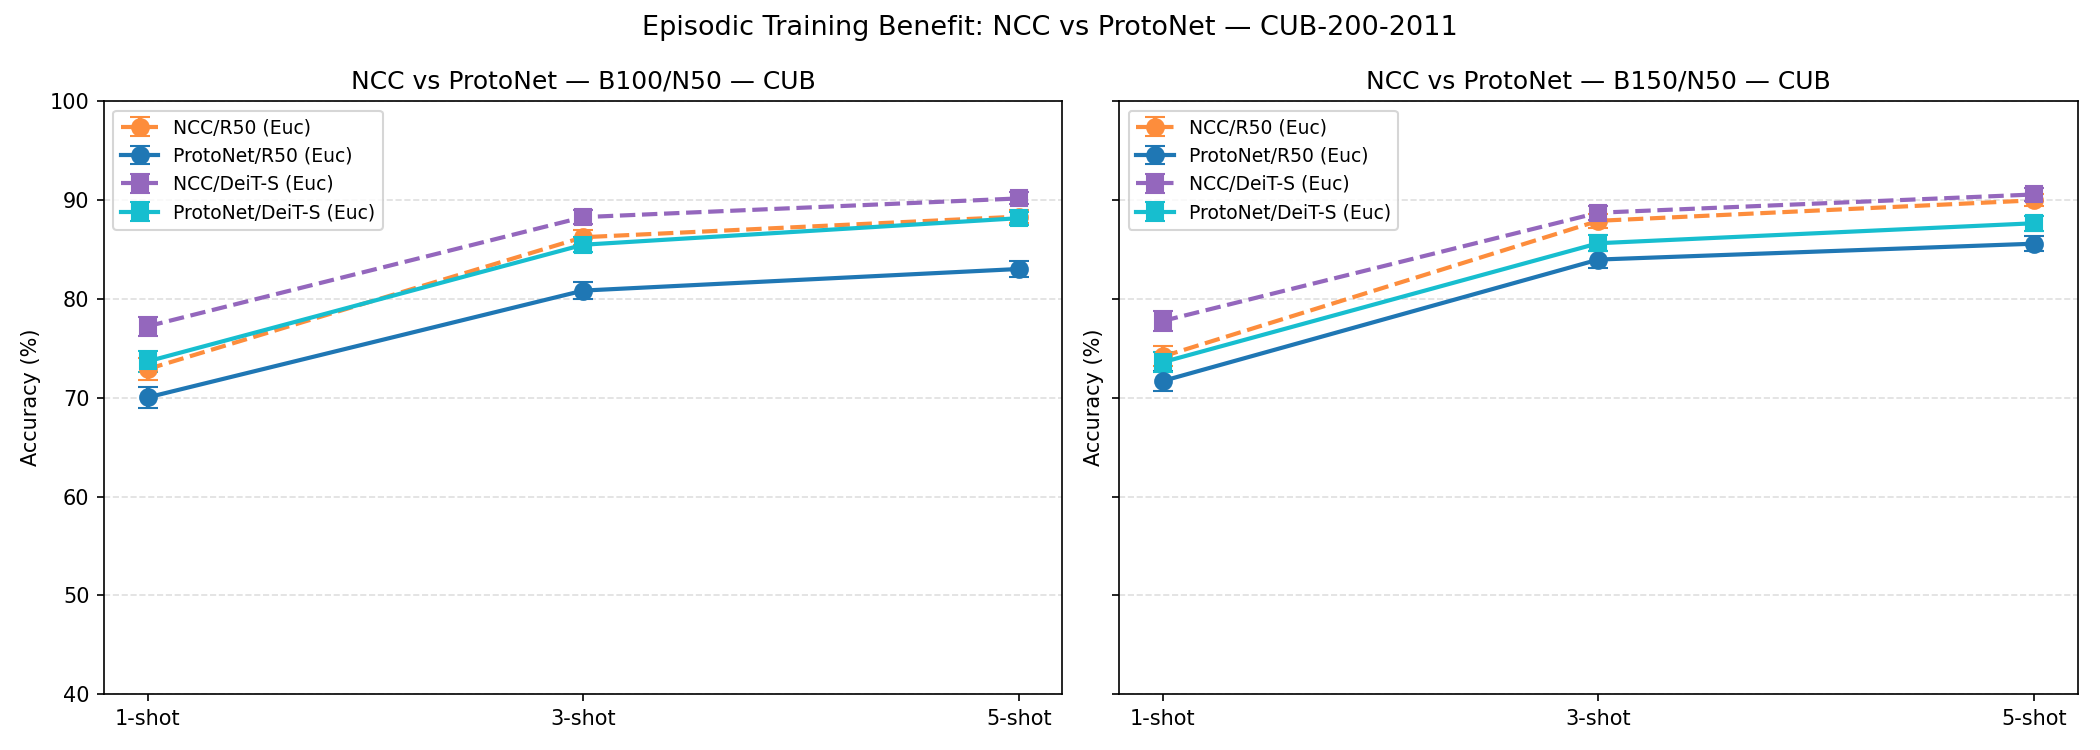 Episodic Training Benefit: NCC vs ProtoNet — CUB-200-2011
NCC vs ProtoNet — B100/N50 — CUB
NCC/R50 (Euc)
ProtoNet/R50 (Euc)
NCC/DeiT-S (Euc)
ProtoNet/DeiT-S (Euc)
Accuracy (%)
100
90
80
70
60
50
40
1-shot
3-shot
5-shot
NCC vs ProtoNet — B150/N50 — CUB
NCC/R50 (Euc)
ProtoNet/R50 (Euc)
NCC/DeiT-S (Euc)
ProtoNet/DeiT-S (Euc)
Accuracy (%)
1-shot
3-shot
5-shot